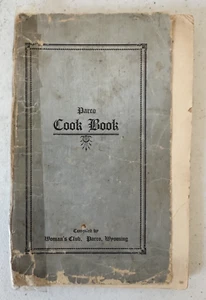 Parco
Cook Book
Compiled by
Woman's Club, Parco, Wyoming